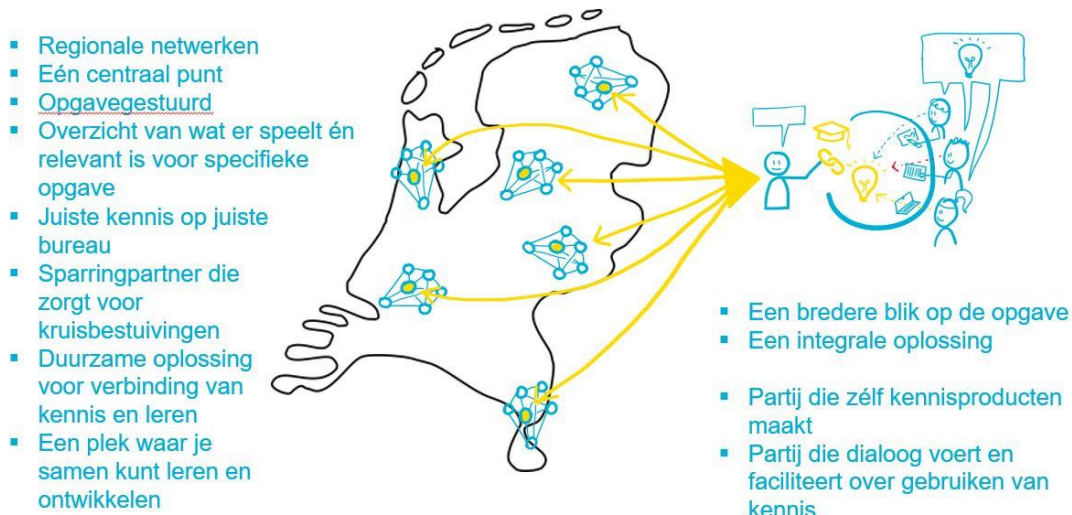 ▪ Regionale netwerken
▪ Eén centraal punt
▪ Opgavegestuurd
▪ Overzicht van wat er speelt én
relevant is voor specifieke
opgave
▪ Juiste kennis op juiste
bureau
▪ Sparringpartner die
zorgt voor
kruisbestuivingen
▪ Duurzame oplossing
voor verbinding van
kennis en leren
▪ Een plek waar je
samen kunt leren en
ontwikkelen
▪ Een bredere blik op de opgave
▪ Een integrale oplossing
▪ Partij die zélf kennisproducten
maakt
▪ Partij die dialoog voert en
faciliteert over gebruiken van
kennis